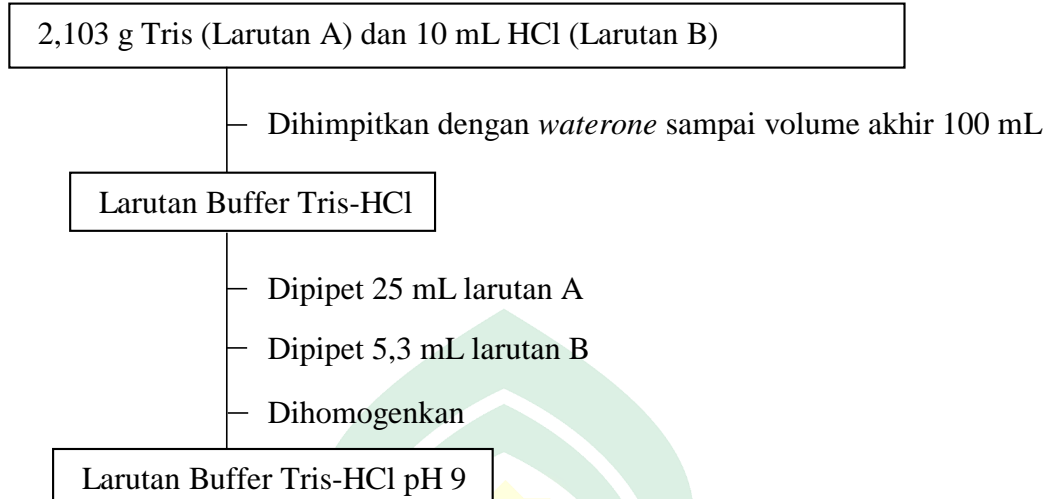 2,103 g Tris (Larutan A) dan 10 mL HCl (Larutan B)
Dihimpitkan dengan waterone sampai volume akhir 100 mL
Larutan Buffer Tris-HCl
Dipipet 25 mL larutan A
Dipipet 5,3 mL larutan B
Dihomogenkan
Larutan Buffer Tris-HCl pH 9